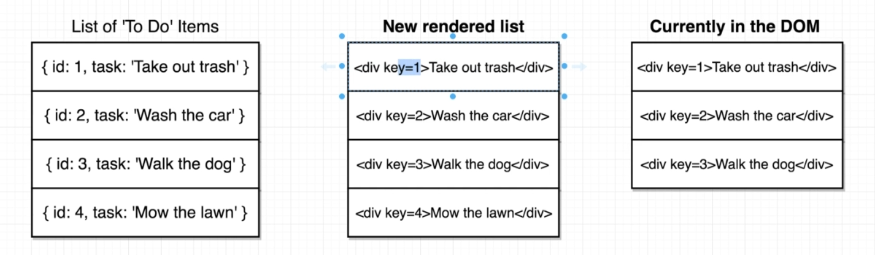 List of 'To Do' Items
{ id: 1, task: 'Take out trash' }
{ id: 2, task: 'Wash the car' }
{ id: 3, task: 'Walk the dog' }
{ id: 4, task: 'Mow the lawn' }
New rendered list
<div key=1>Take out trash</div>
<div key=2>Wash the car</div>
<div key=3>Walk the dog</div>
<div key=4>Mow the lawn</div>
Currently in the DOM
<div key=1>Take out trash</div>
<div key=2>Wash the car</div>
<div key=3>Walk the dog</div>